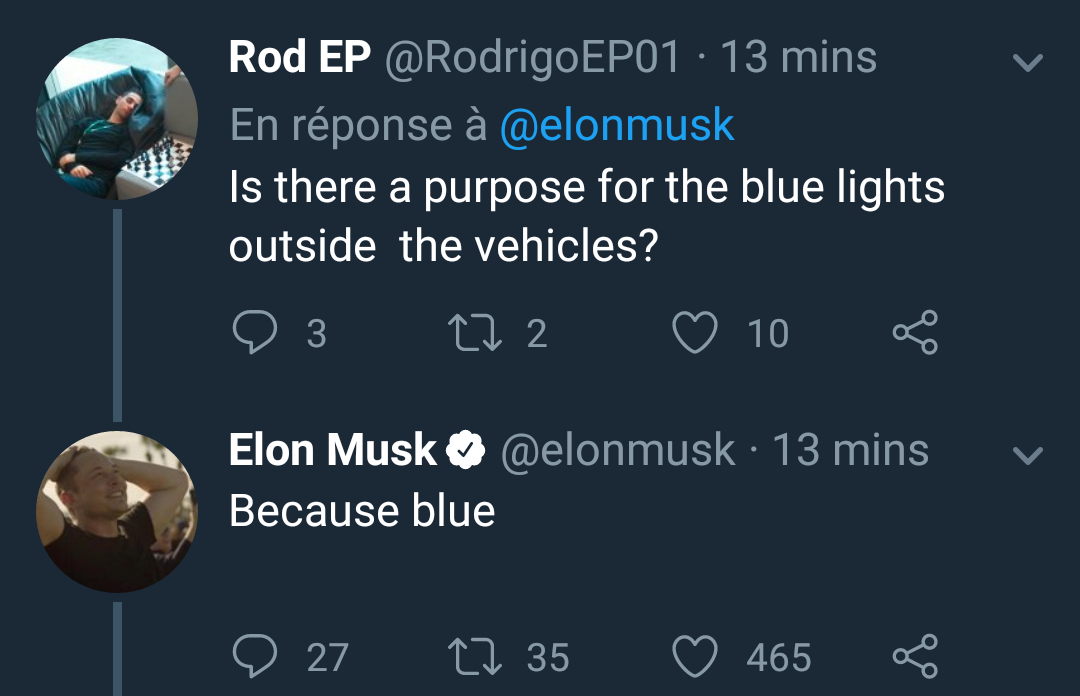 Rod EP @RodrigoEP01 · 13 mins
En réponse à @elonmusk
Is there a purpose for the blue lights
outside  the vehicles?
3 2 10
Elon Musk @elonmusk · 13 mins
Because blue
27 35 465